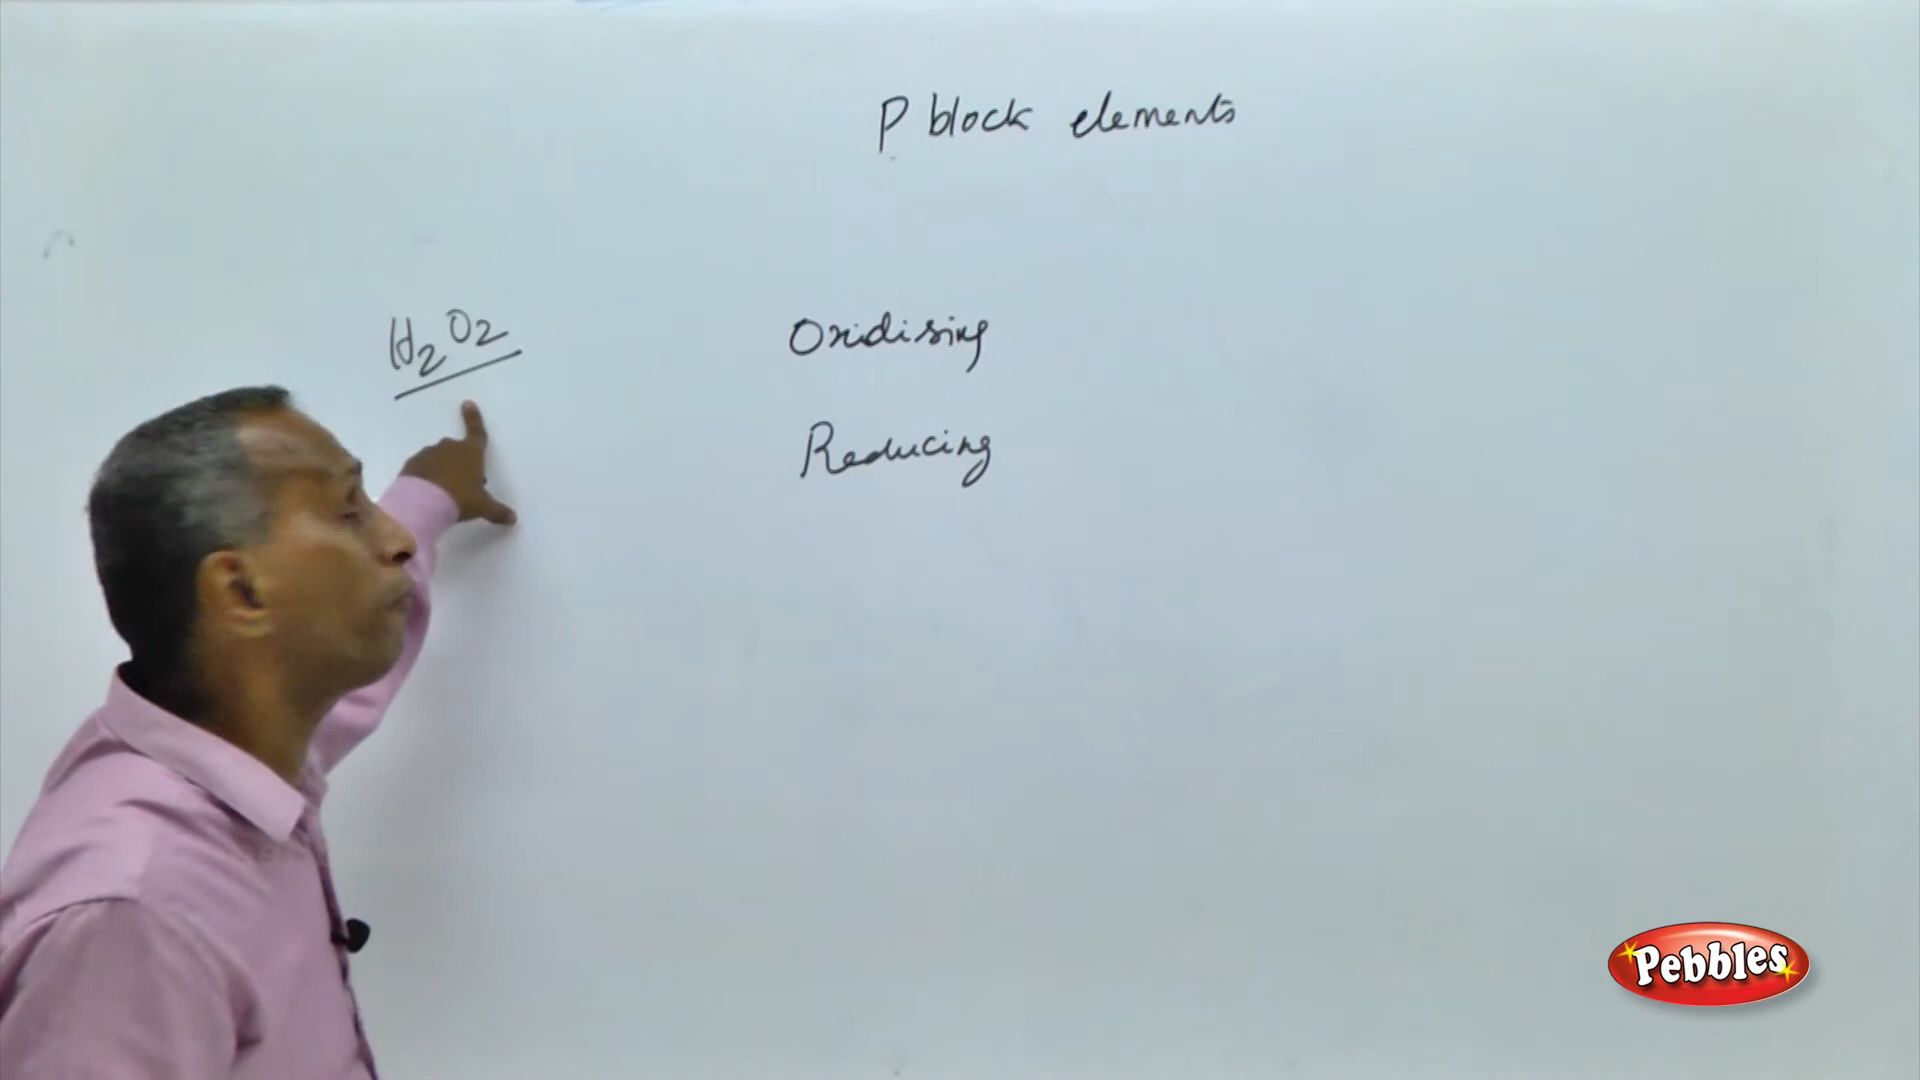 P block elements
H₂O₂
Oxidising
Reducing
Pebbles